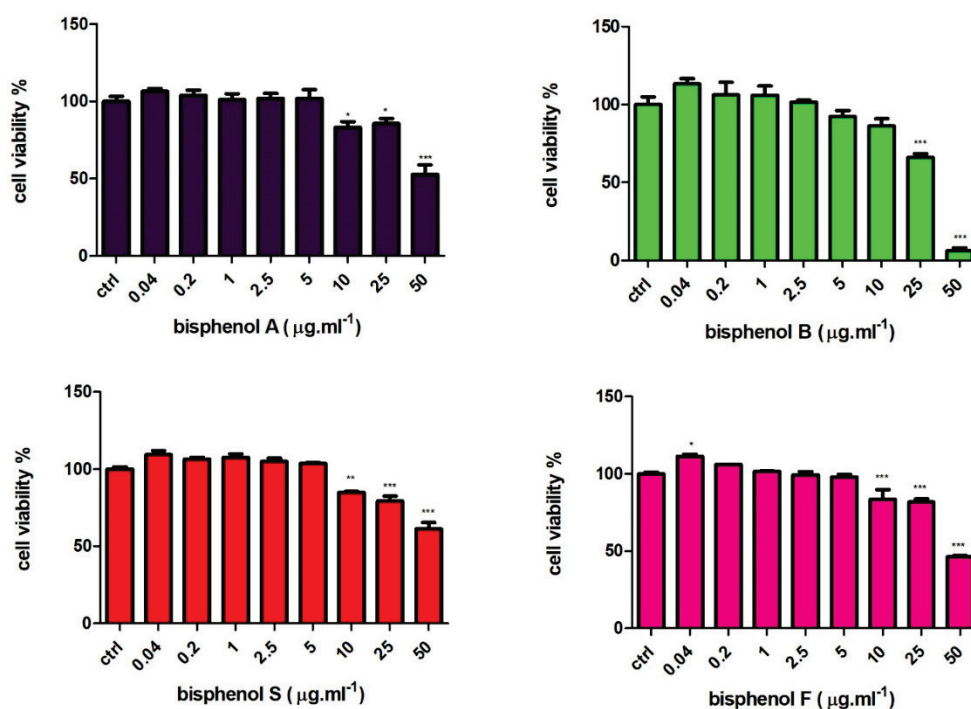 150
100
50
0
cell viability %
* * ***
ctrl 0.04 0.2 1 2.5 5 10 25 50
bisphenol A ( μg.ml⁻¹)
150
100
50
0
cell viability %
*** ***
ctrl 0.04 0.2 1 2.5 5 10 25 50
bisphenol B ( μg.ml⁻¹)
150
100
50
0
cell viability %
** *** ***
ctrl 0.04 0.2 1 2.5 5 10 25 50
bisphenol S ( μg.ml⁻¹)
150
100
50
0
cell viability %
* *** *** ***
ctrl 0.04 0.2 1 2.5 5 10 25 50
bisphenol F ( μg.ml⁻¹)